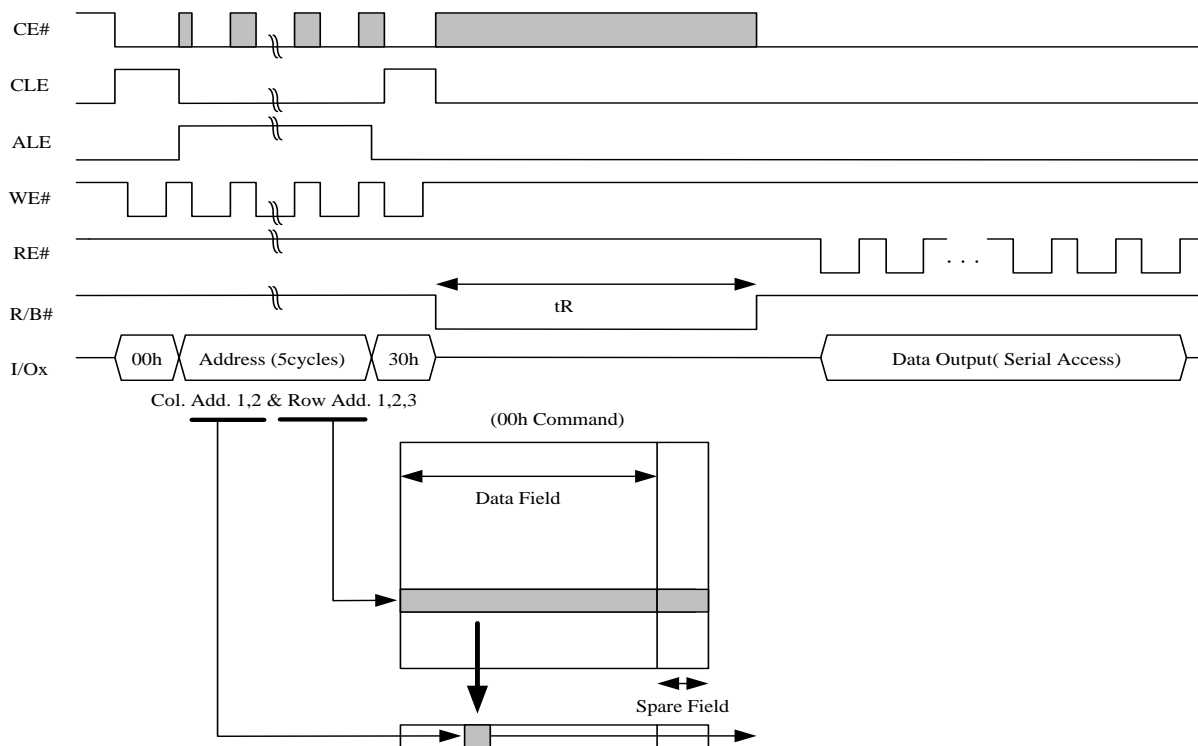 CE#
CLE
ALE
WE#
RE#
. . .
R/B#
tR
I/Ox
00h
Address (5cycles)
30h
Data Output( Serial Access)
Col. Add. 1,2 & Row Add. 1,2,3
(00h Command)
Data Field
Spare Field